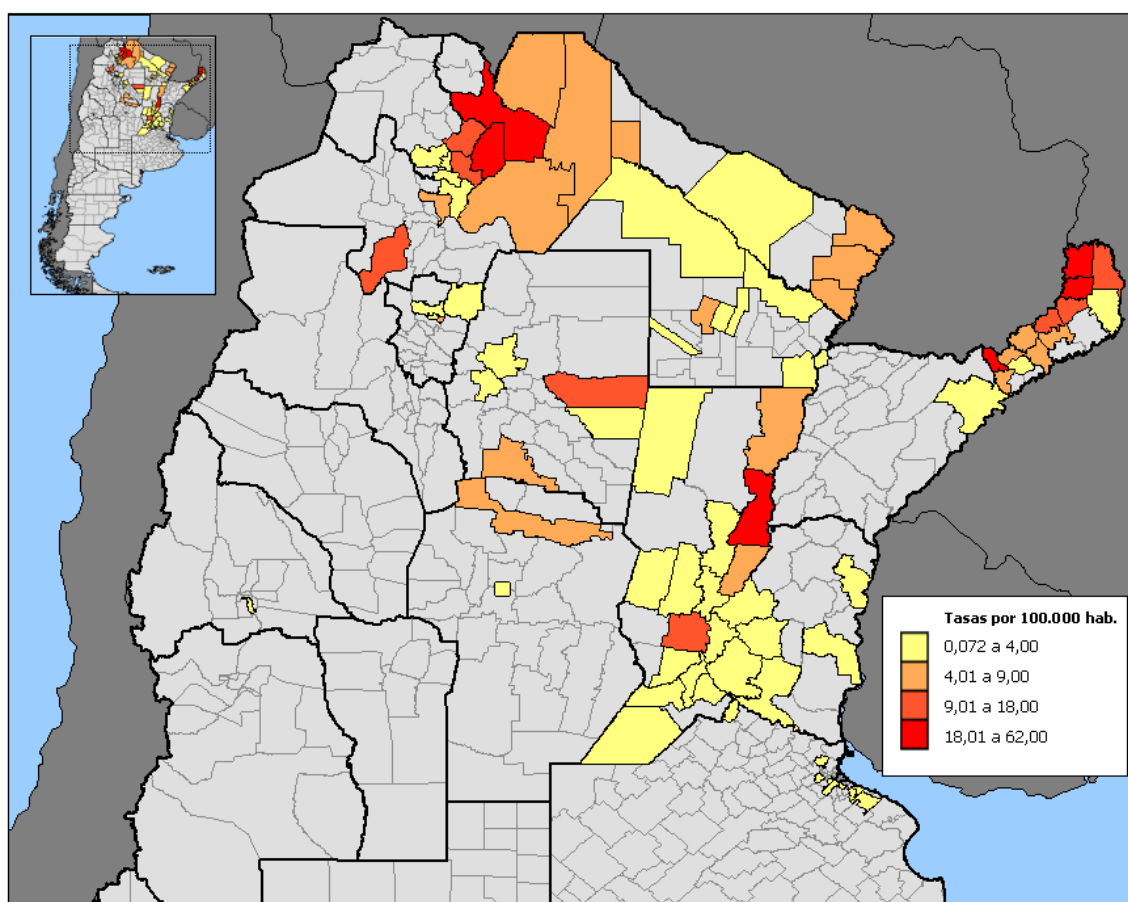 Tasas por 100.000 hab.
0,072 a 4,00
4,01 a 9,00
9,01 a 18,00
18,01 a 62,00